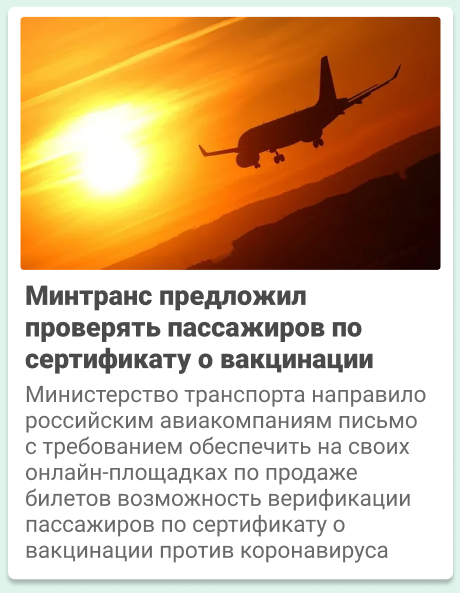 Минтранс предложил
проверять пассажиров по
сертификату о вакцинации
Министерство транспорта направило
российским авиакомпаниям письмо
с требованием обеспечить на своих
онлайн-площадках по продаже
билетов возможность верификации
пассажиров по сертификату о
вакцинации против коронавируса